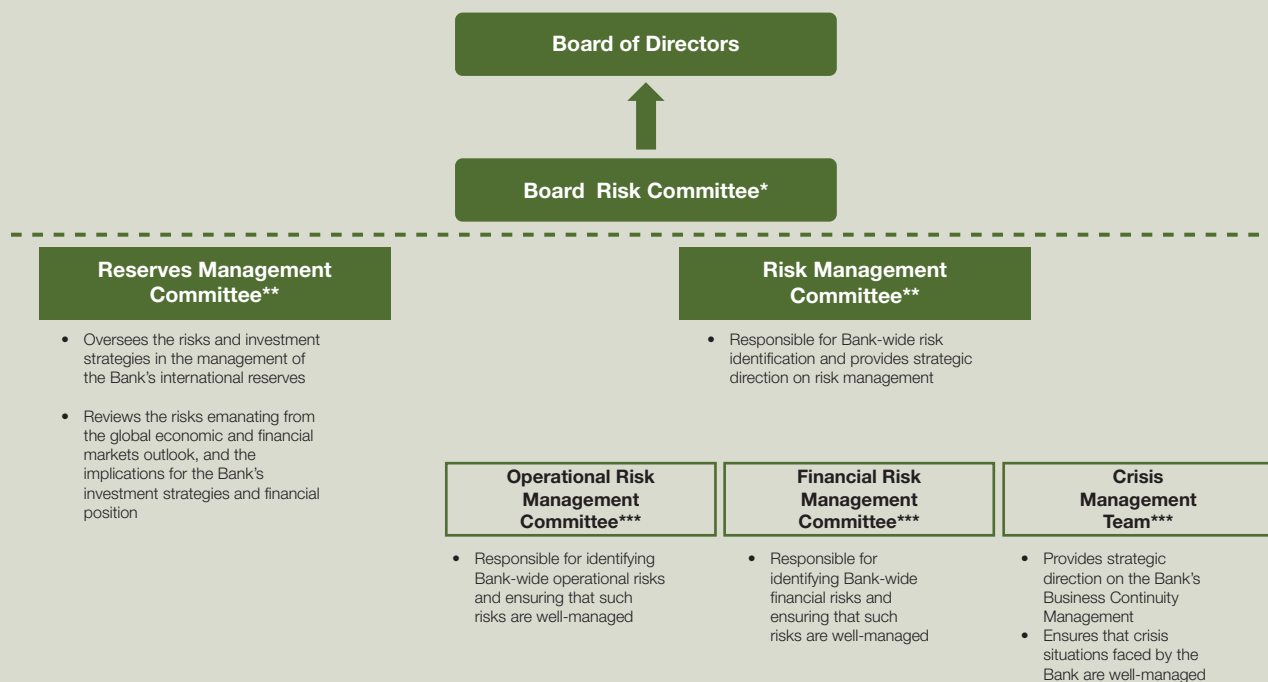 Board of Directors
Board Risk Committee*
Reserves Management
Committee**
• Oversees the risks and investment
strategies in the management of
the Bank's international reserves
• Reviews the risks emanating from
the global economic and financial
markets outlook, and the
implications for the Bank's
investment strategies and financial
position
Risk Management
Committee**
• Responsible for Bank-wide risk
identification and provides strategic
direction on risk management
Operational Risk
Management
Committee***
• Responsible for identifying
Bank-wide operational risks
and ensuring that such
risks are well-managed
Financial Risk
Management
Committee***
• Responsible for
identifying Bank-wide
financial risks and
ensuring that such
risks are well-managed
Crisis
Management
Team***
• Provides strategic
direction on the Bank's
Business Continuity
Management
• Ensures that crisis
situations faced by the
Bank are well-managed